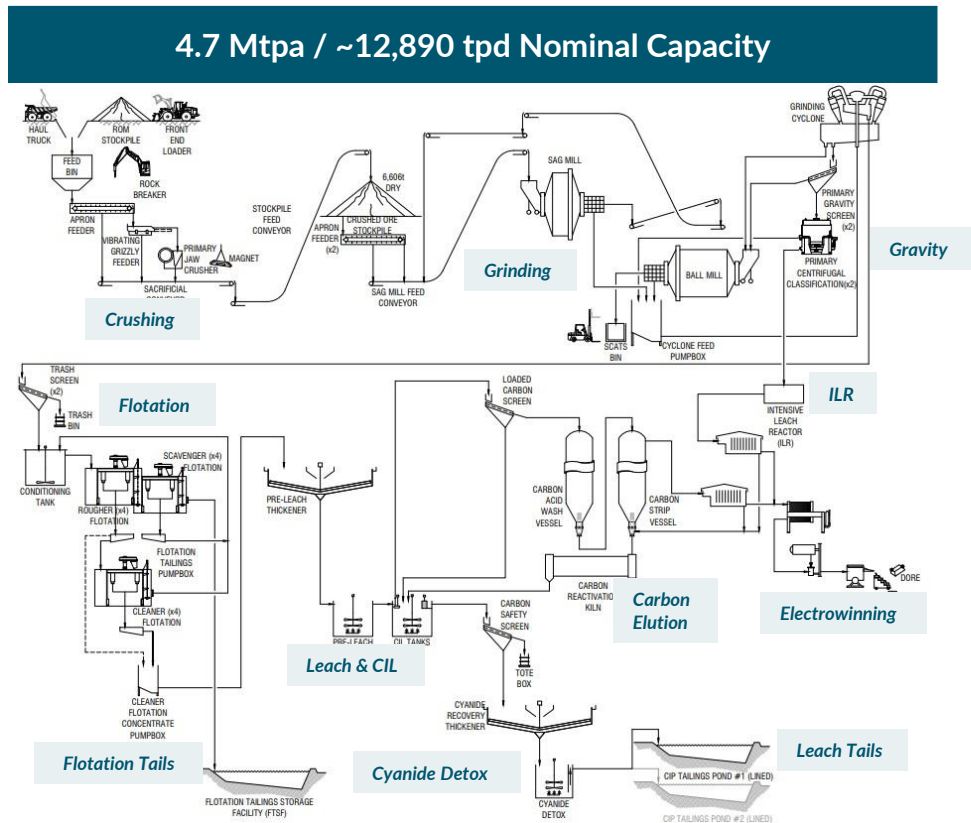 4.7 Mtpa / ~12,890 tpd Nominal Capacity
HAUL
TRUCK
ROM
STOCKPILE
FRONT
END
LOADER
FEED
BIN
ROCK
BREAKER
APRON
FEEDER
VIBRATING
GRIZZLY
FEEDER
PRIMARY
JAW
CRUSHER
MAGNET
SACRIFICIAL
Crushing
STOCKPILE
FEED
CONVEYOR
6,606t
DRY
CRUSHED ORE
STOCKPILE
APRON
FEEDER
(x2)
SAG MILL FEED
CONVEYOR
SAG MILL
Grinding
BALL MILL
SCATS
BIN
CYCLONE FEED
PUMPBOX
GRINDING
CYCLONE
PRIMARY
GRAVITY
SCREEN
(x2)
PRIMARY
CENTRIFUGAL
CLASSIFICATION(x2)
Gravity
TRASH
SCREEN
(x2)
TRASH
BIN
Flotation
CONDITIONING
TANK
SCAVENGER (x4)
FLOTATION
ROUGHER (x4)
FLOTATION
FLOTATION
TAILINGS
PUMPBOX
CLEANER (x4)
FLOTATION
CLEANER
FLOTATION
CONCENTRATE
PUMPBOX
Flotation Tails
FLOTATION TAILINGS STORAGE
FACILITY (FTSF)
PRE-LEACH
THICKENER
PRE-LEACH
CIL TANKS
Leach & CIL
LOADED
CARBON
SCREEN
CARBON
ACID
WASH
VESSEL
CARBON
STRIP
VESSEL
CARBON
REACTIVATION
KILN
Carbon
Elution
INTENSIVE
LEACH
REACTOR
(ILR)
ILR
DORE
Electrowinning
CARBON
SAFETY
SCREEN
TOTE
BOX
CYANIDE
RECOVERY
THICKENER
Cyanide Detox
CYANIDE
DETOX
Leach Tails
CIP TAILINGS POND #1 (LINED)
CIP TAILINGS POND #2 (LINED)